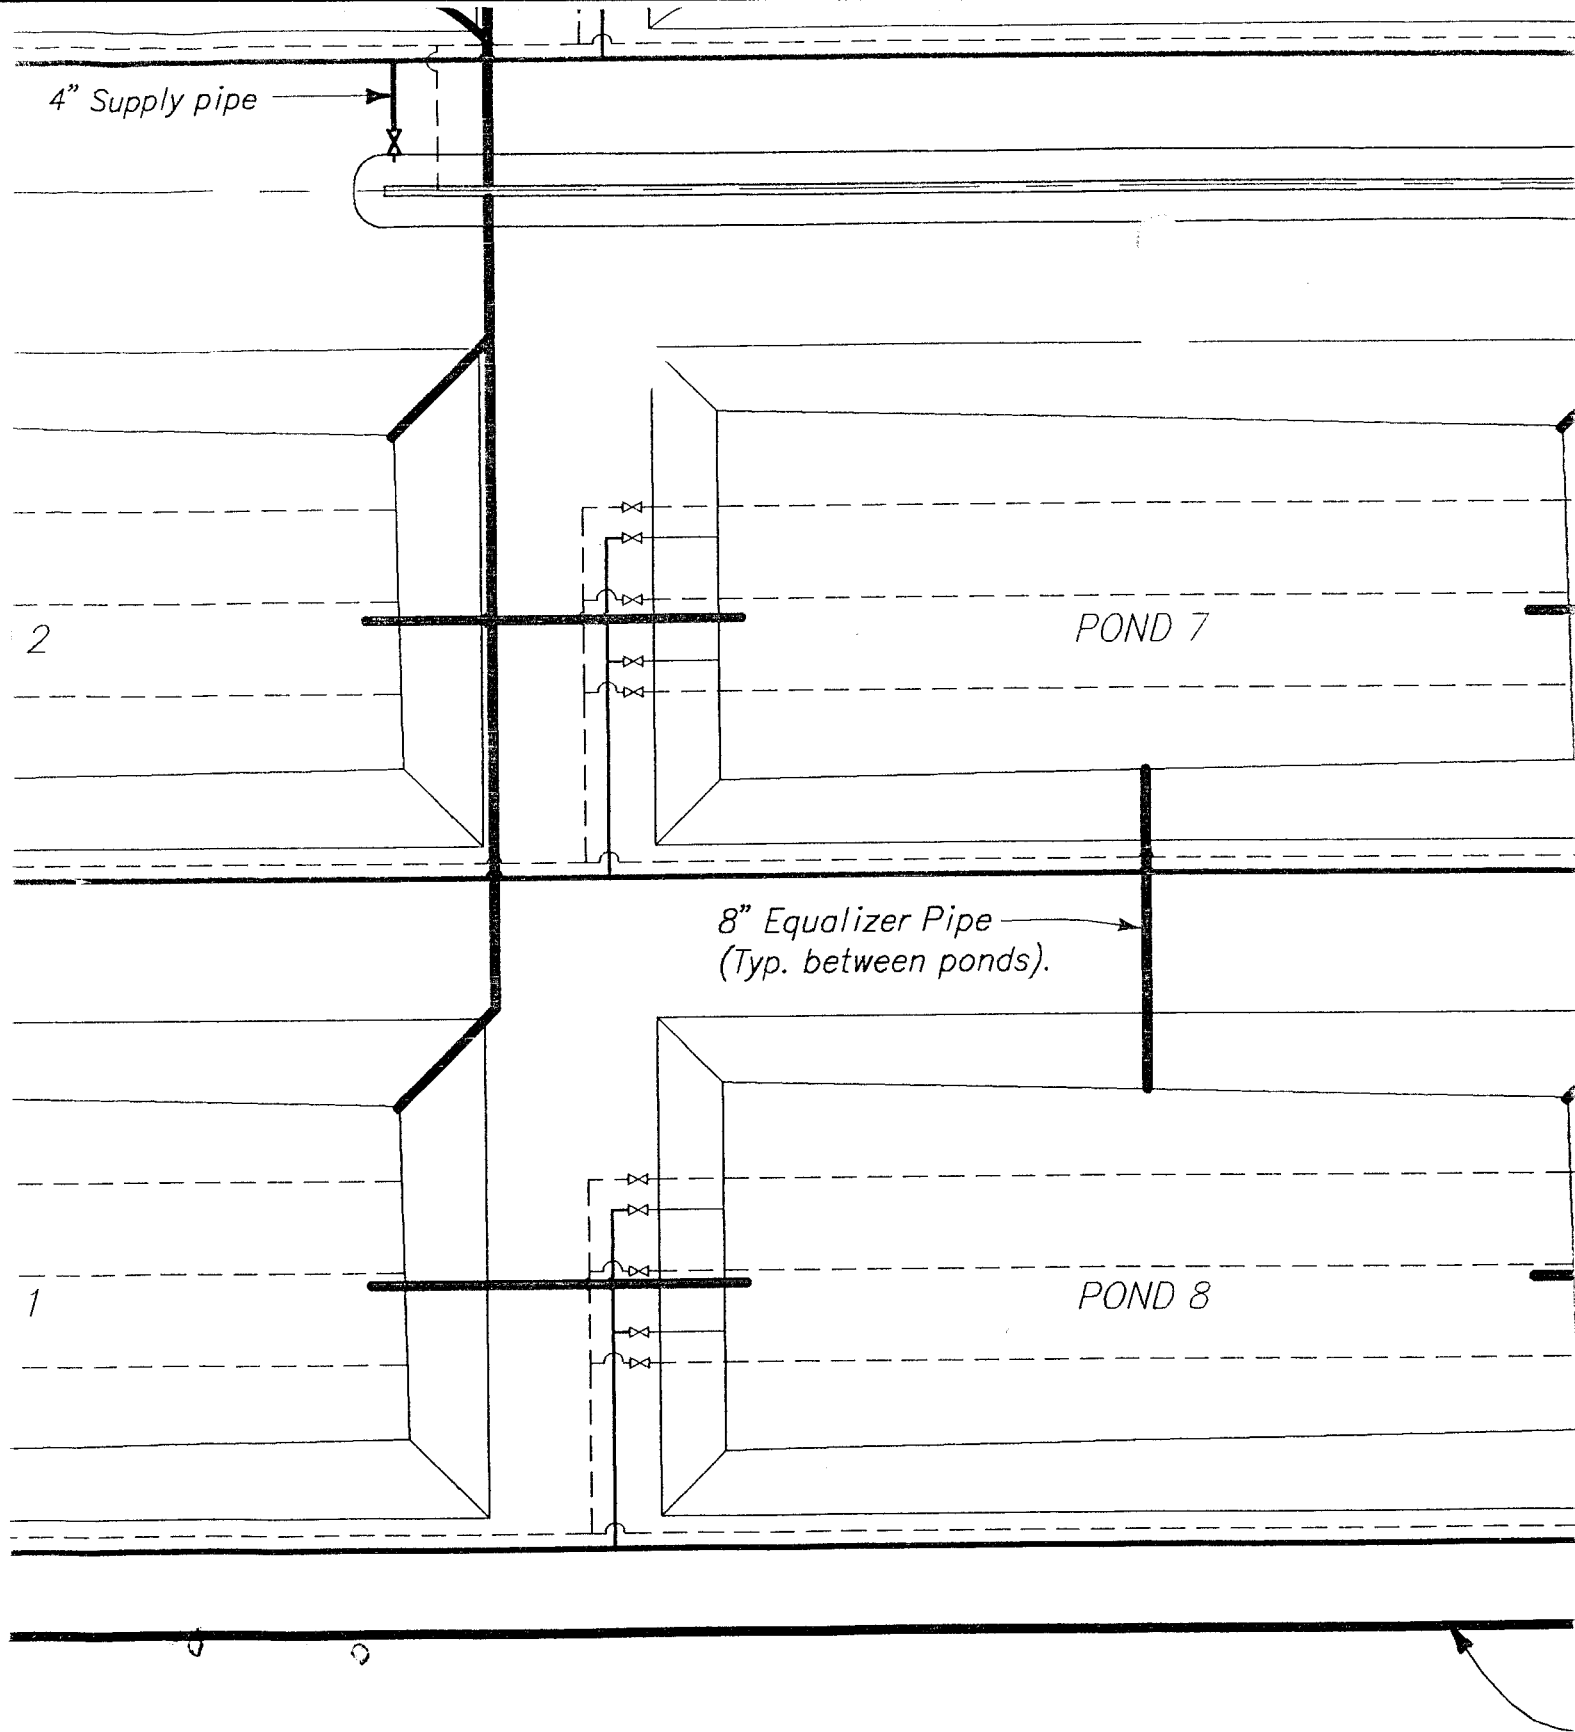 4” Supply pipe
2
POND 7
8” Equalizer Pipe
(Typ. between ponds).
1
POND 8